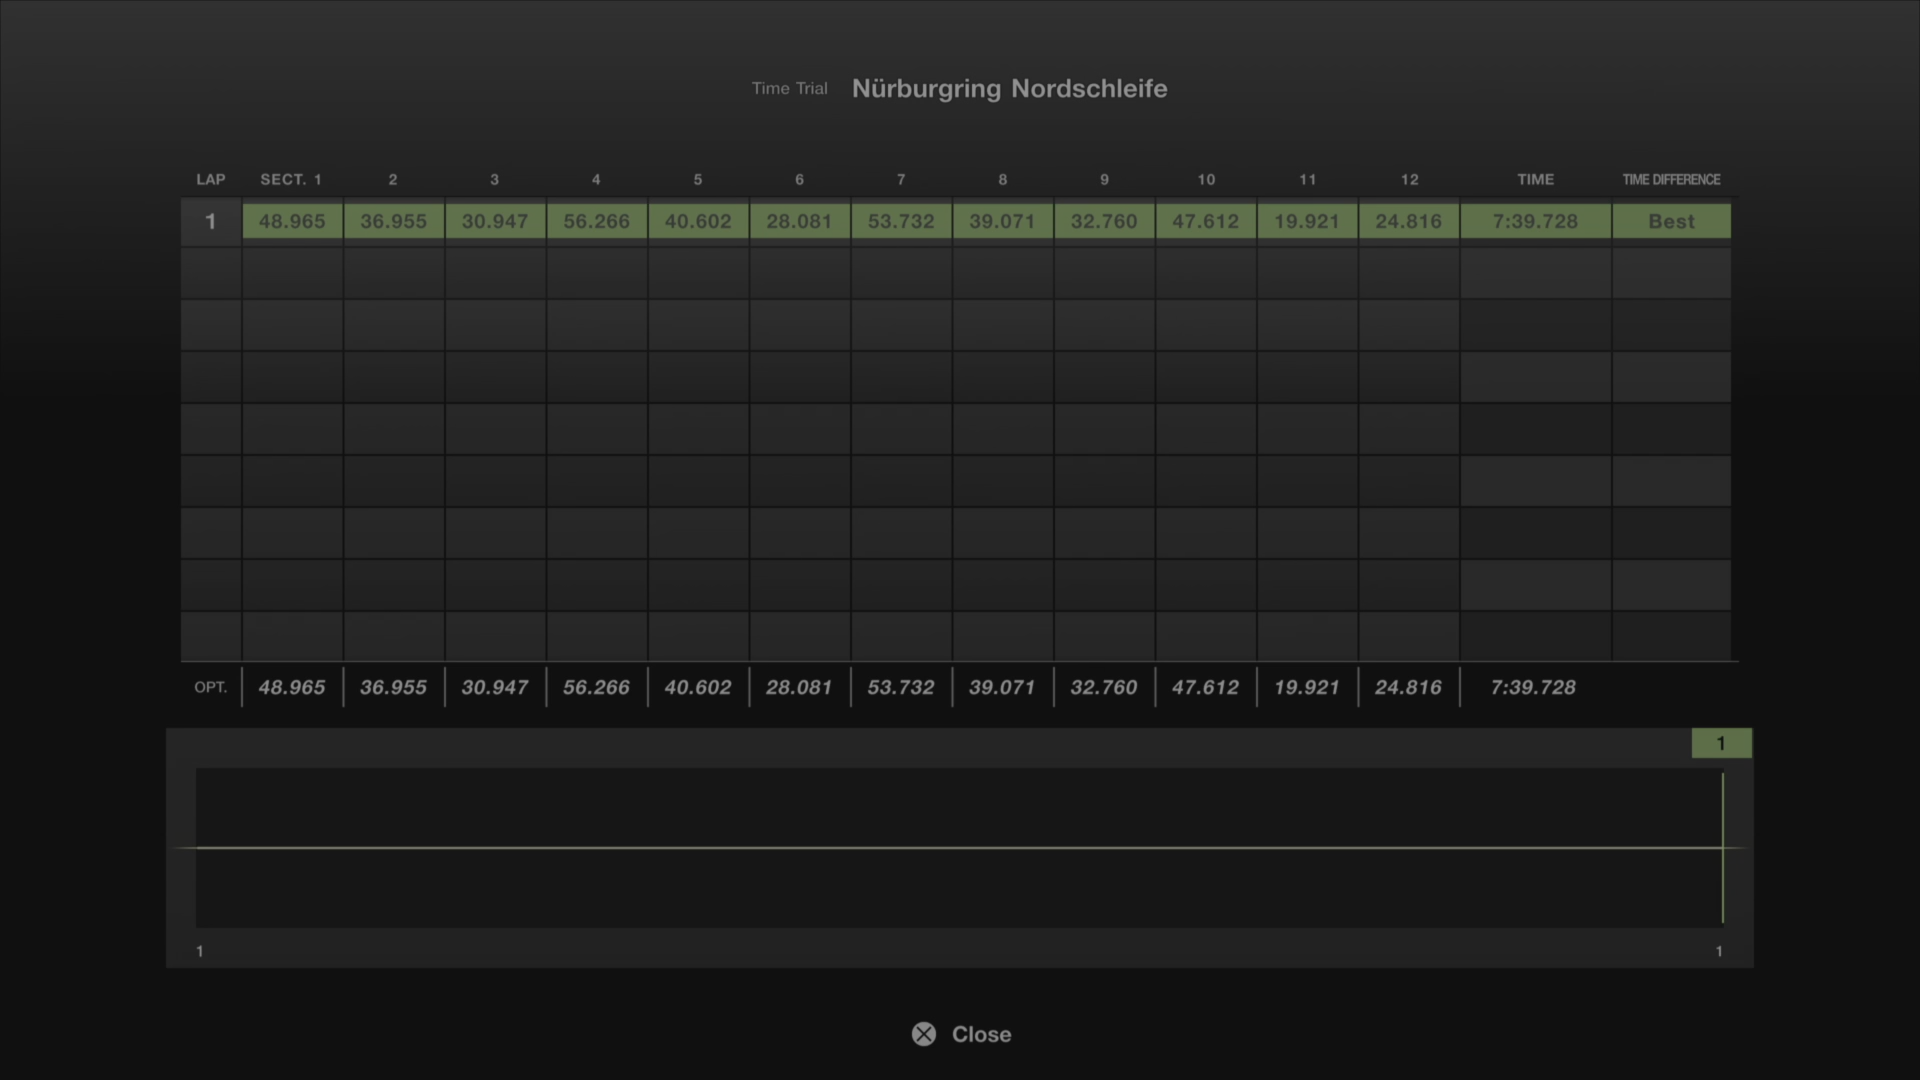 Time Trial Nürburgring Nordschleife
LAP SECT. 1 2 3 4 5 6 7 8 9 10 11 12 TIME TIME DIFFERENCE
1 48.965 36.955 30.947 56.266 40.602 28.081 53.732 39.071 32.760 47.612 19.921 24.816 7:39.728 Best
OPT. 48.965 36.955 30.947 56.266 40.602 28.081 53.732 39.071 32.760 47.612 19.921 24.816 7:39.728
1
1 1
Close